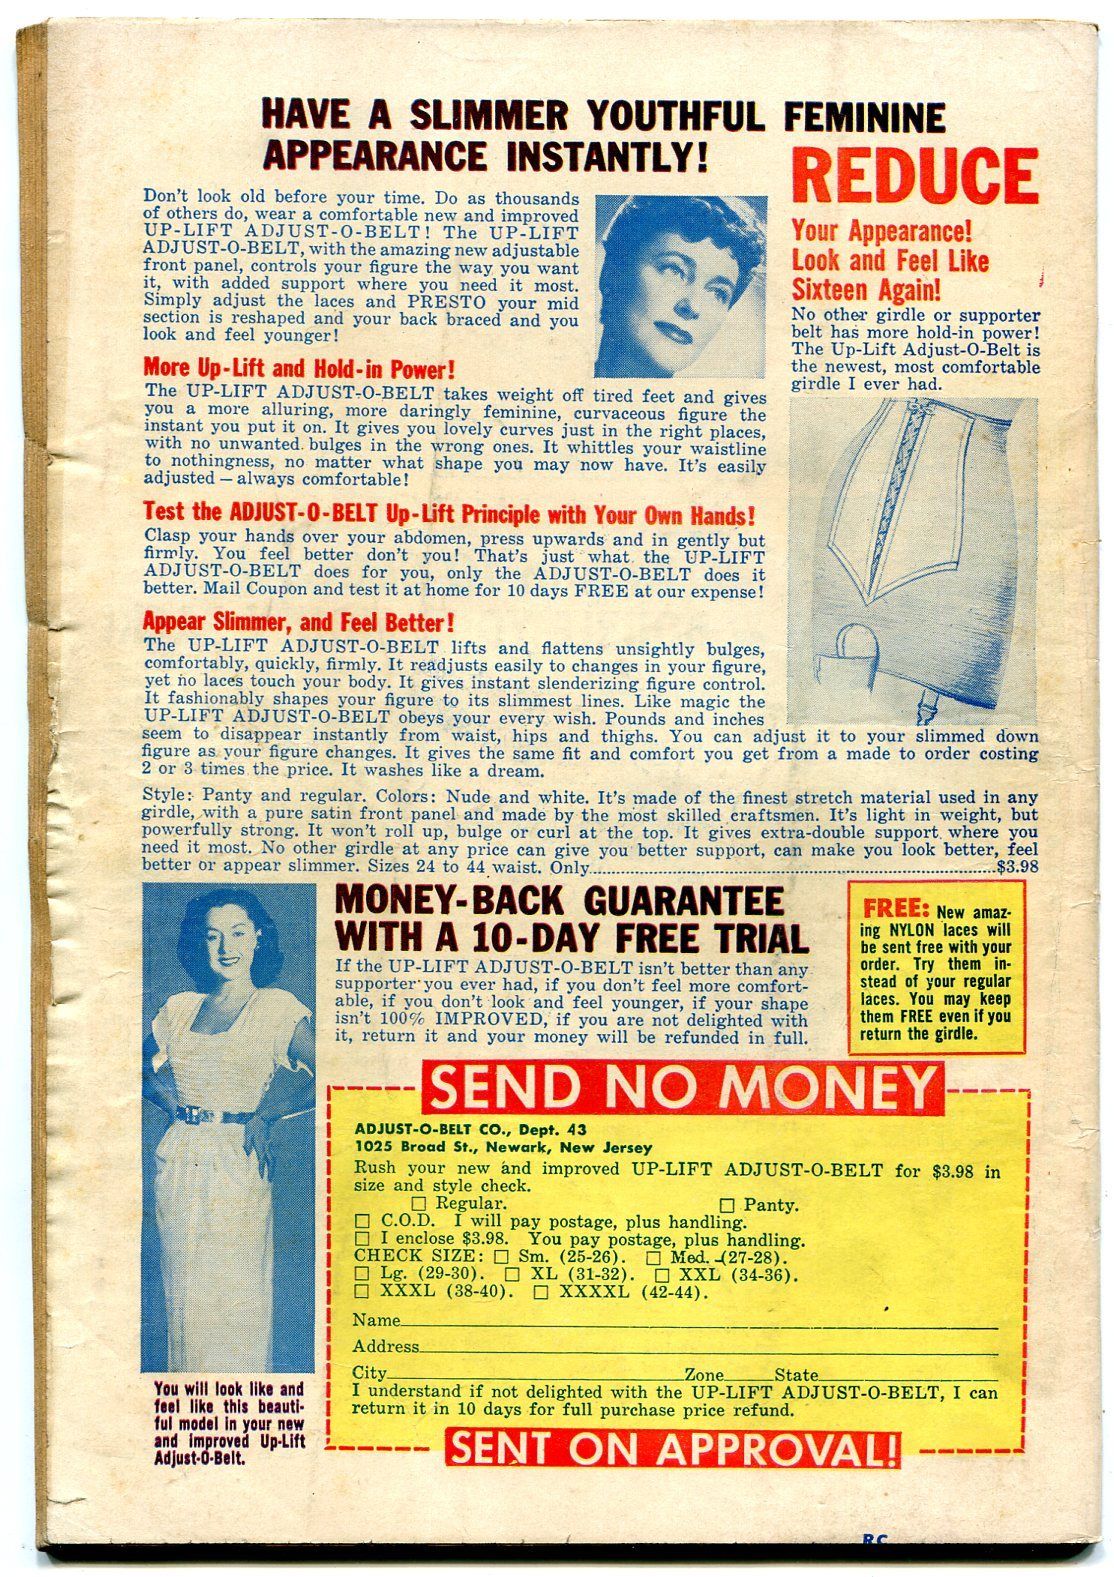 HAVE A SLIMMER YOUTHFUL FEMININE
APPEARANCE INSTANTLY!
Don't look old before your time. Do as thousands
of others do, wear a comfortable new and improved
UP-LIFT ADJUST-O-BELT! The UP-LIFT
ADJUST-O-BELT, with the amazing new adjustable
front panel, controls your figure the way you want
it, with added support where you need it most.
Simply adjust the laces and PRESTO your mid
section is reshaped and your back braced and you
look and feel younger!
REDUCE
Your Appearance!
Look and Feel Like
Sixteen Again!
No other girdle or supporter
belt has more hold-in power!
The Up-Lift Adjust-O-Belt is
the newest, most comfortable
girdle I ever had.
More Up-Lift and Hold-in Power!
The UP-LIFT ADJUST-O-BELT takes weight off tired feet and gives
you a more alluring, more daringly feminine, curvaceous figure the
instant you put it on. It gives you lovely curves just in the right places,
with no unwanted bulges in the wrong ones. It whittles your waistline
to nothingness, no matter what shape you may now have. It's easily
adjusted — always comfortable!
Test the ADJUST-O-BELT Up-Lift Principle with Your Own Hands!
Clasp your hands over your abdomen, press upwards and in gently but
firmly. You feel better don't you! That's just what the UP-LIFT
ADJUST-O-BELT does for you, only the ADJUST-O-BELT does it
better. Mail Coupon and test it at home for 10 days FREE at our expense!
Appear Slimmer, and Feel Better!
The UP-LIFT ADJUST-O-BELT lifts and flattens unsightly bulges,
comfortably, quickly, firmly. It readjusts easily to changes in your figure,
yet no laces touch your body. It gives instant slenderizing figure control.
It fashionably shapes your figure to its slimmest lines. Like magic the
UP-LIFT ADJUST-O-BELT obeys your every wish. Pounds and inches
seem to disappear instantly from waist, hips and thighs. You can adjust it to your slimmed down
figure as your figure changes. It gives the same fit and comfort you get from a made to order costing
2 or 3 times the price. It washes like a dream.
Style: Panty and regular. Colors: Nude and white. It's made of the finest stretch material used in any
girdle, with a pure satin front panel and made by the most skilled craftsmen. It's light in weight, but
powerfully strong. It won't roll up, bulge or curl at the top. It gives extra-double support where you
need it most. No other girdle at any price can give you better support, can make you look better, feel
better or appear slimmer. Sizes 24 to 44 waist. Only..........$3.98
MONEY-BACK GUARANTEE
WITH A 10-DAY FREE TRIAL
If the UP-LIFT ADJUST-O-BELT isn't better than any
supporter you ever had, if you don't feel more comfort-
able, if you don't look and feel younger, if your shape
isn't 100% IMPROVED, if you are not delighted with
it, return it and your money will be refunded in full.
FREE: New amaz-
ing NYLON laces will
be sent free with your
order. Try them in-
stead of your regular
laces. You may keep
them FREE even if you
return the girdle.
You will look like and
feel like this beauti-
ful model in your new
and improved Up-Lift
Adjust-O-Belt.
SEND NO MONEY
ADJUST-O-BELT CO., Dept. 43
1025 Broad St., Newark, New Jersey
Rush your new and improved UP-LIFT ADJUST-O-BELT for $3.98 in
size and style check.
☐ Regular. ☐ Panty.
☐ C.O.D. I will pay postage, plus handling.
☐ I enclose $3.98. You pay postage, plus handling.
CHECK SIZE: ☐ Sm. (25-26). ☐ Med. (27-28).
☐ Lg. (29-30). ☐ XL (31-32). ☐ XXL (34-36).
☐ XXXL (38-40). ☐ XXXXL (42-44).
Name
Address
City Zone State
I understand if not delighted with the UP-LIFT ADJUST-O-BELT, I can
return it in 10 days for full purchase price refund.
SENT ON APPROVAL!
RC